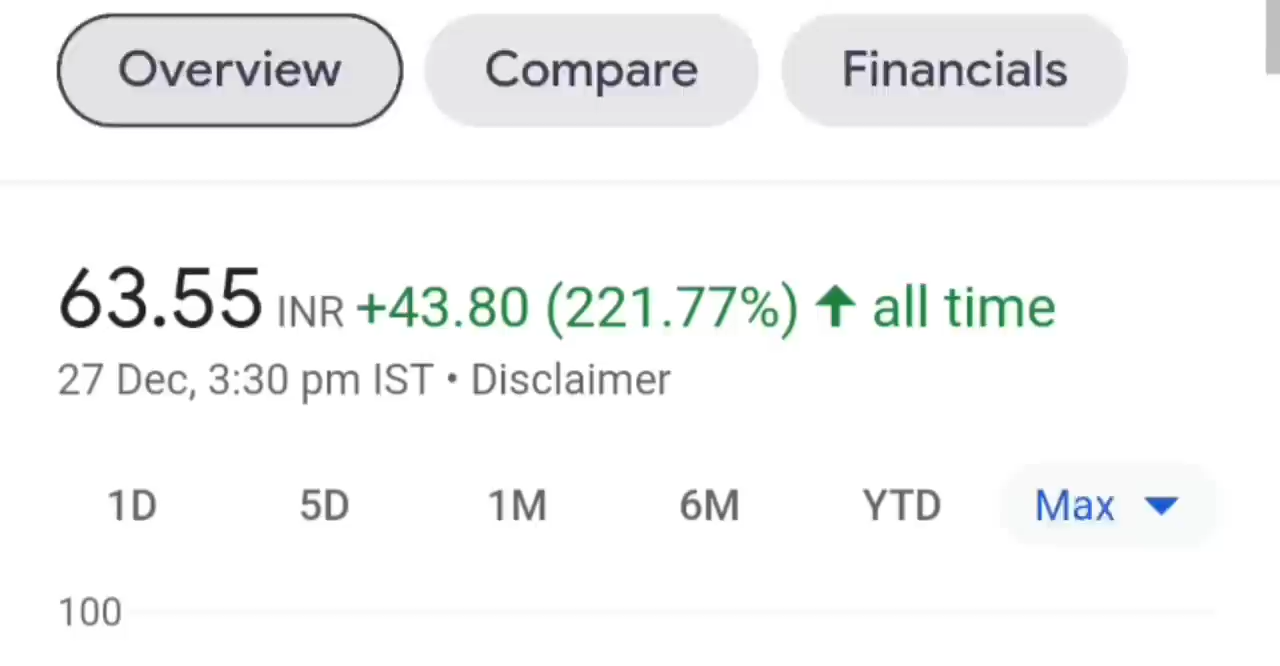 Overview Compare Financials
63.55 INR +43.80 (221.77%) ↑ all time
27 Dec, 3:30 pm IST • Disclaimer
1D 5D 1M 6M YTD Max
100